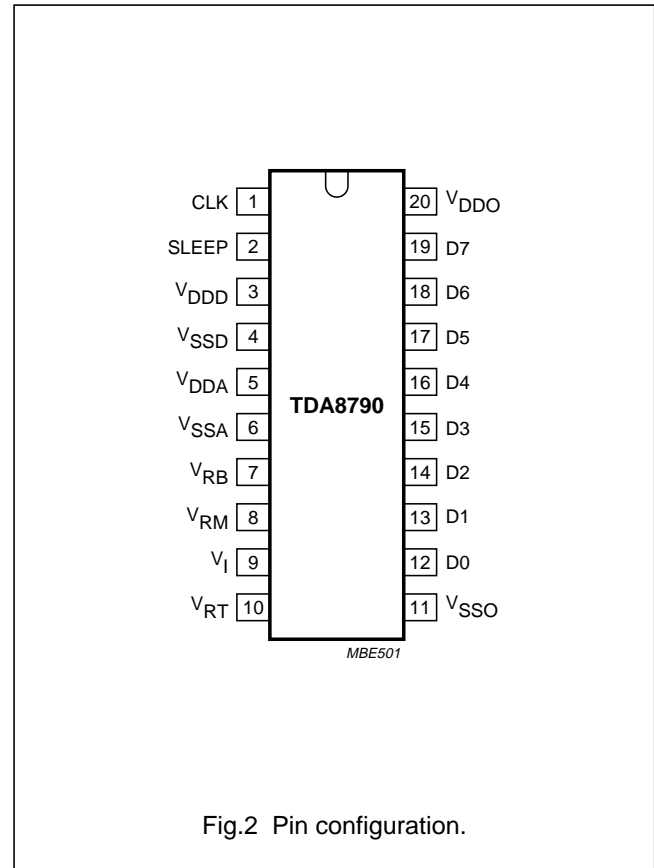 CLK 1 20 VDDO
SLEEP 2 19 D7
VDDD 3 18 D6
VSSD 4 17 D5
VDDA 5 16 D4
TDA8790
VSSA 6 15 D3
VRB 7 14 D2
VRM 8 13 D1
VI 9 12 D0
VRT 10 11 VSSO
MBE501
Fig.2 Pin configuration.